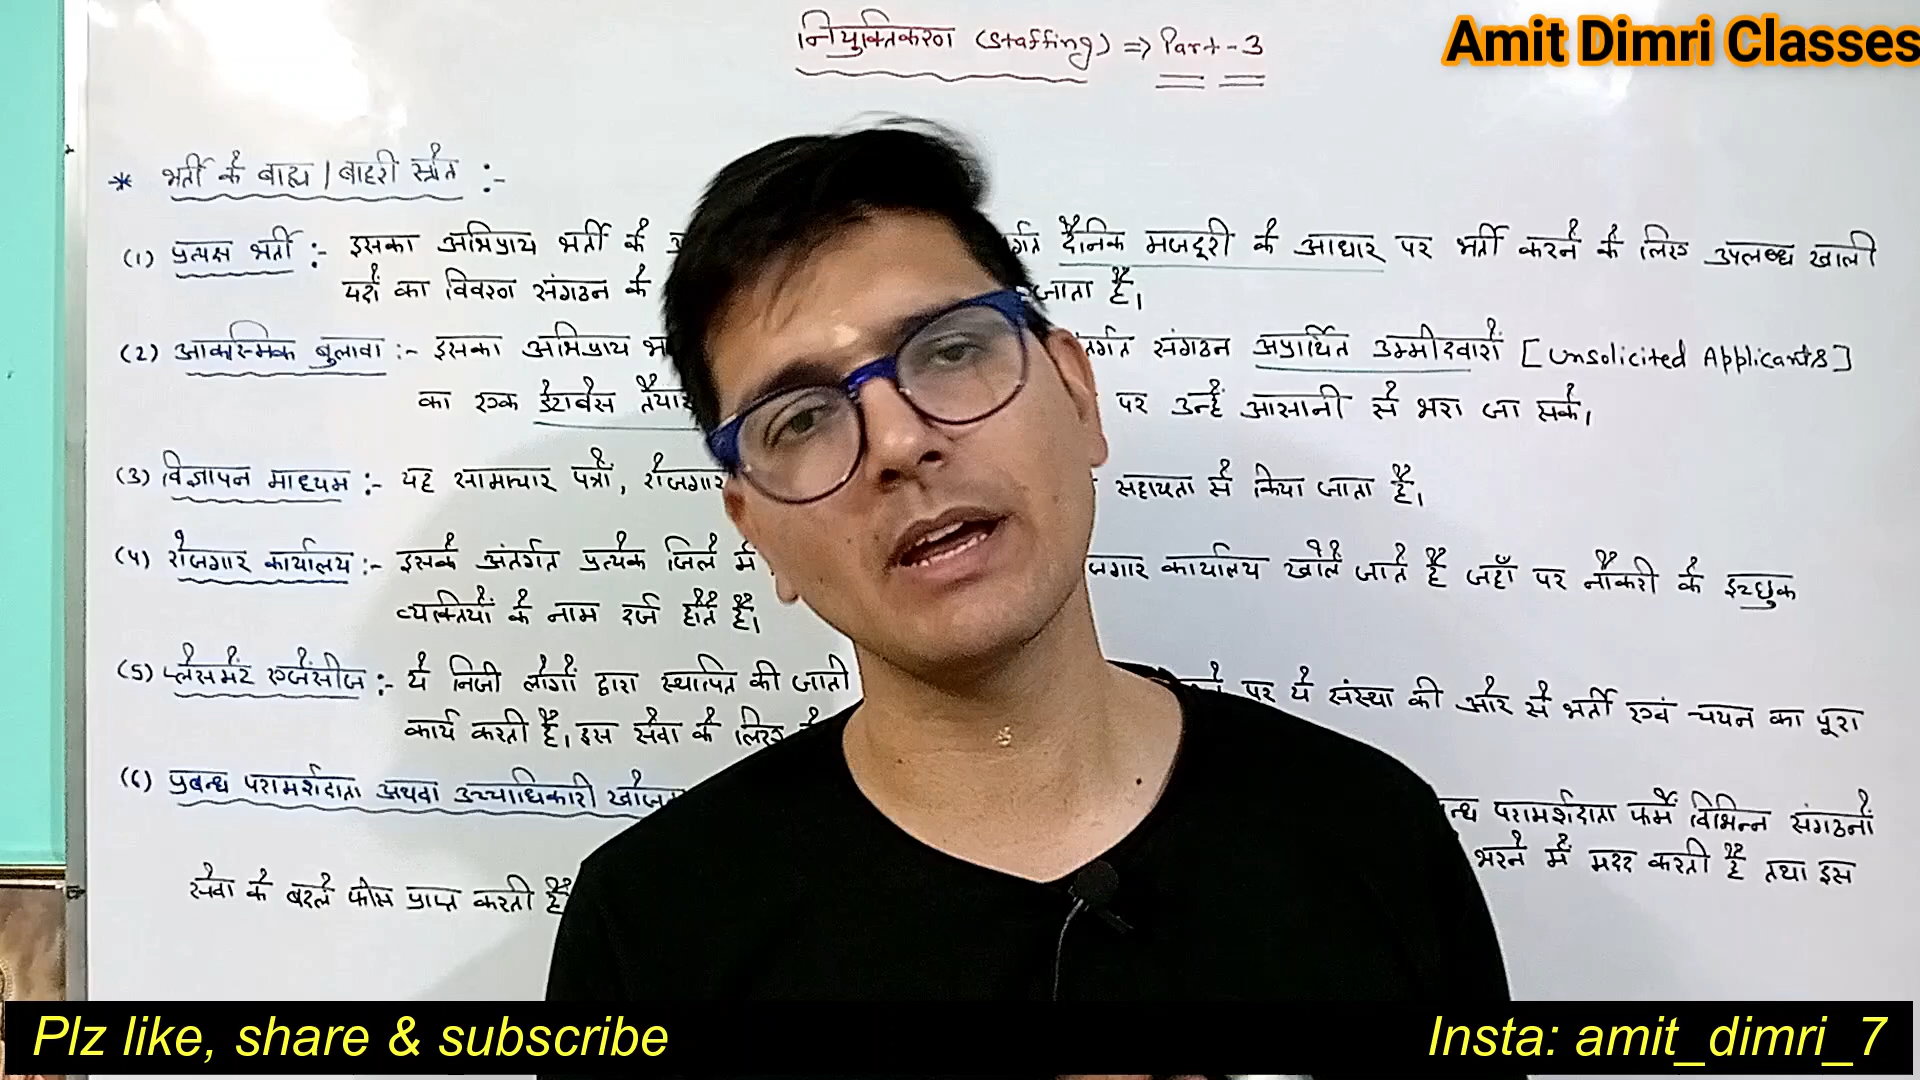 नियुक्तिकरण (Staffing) => Part-3
Amit Dimri Classes
* भर्ती के बाह्य / बाहरी स्रोत :-
(1) प्रत्यक्ष भर्ती :- इसका अभिप्राय भर्ती के दैनिक मजदूरी के आधार पर भर्ती करने के लिए उपलब्ध खाली
पदों का विवरण संगठन के जाता है।
(2) आकस्मिक बुलावा :- इसका अभिप्राय संगठन अप्रार्थित उम्मीदवारों [Unsolicited Applicants]
का एक डेटाबेस पर उन्हें आसानी से भरा जा सके।
(3) विज्ञापन माध्यम :- यह सामाचार पत्रों, सहायता से किया जाता है।
(4) रोजगार कार्यालय :- इसके अंतर्गत प्रत्येक जिले में कार्यालय खोले जाते हैं जहाँ पर नौकरी के इच्छुक
व्यक्तियों के नाम दर्ज होते हैं।
(5) प्लेसमेंट एजेंसीज :- ये निजी लोगों द्वारा स्थापित की जाती पर ये संस्था की ओर से भर्ती एवं चयन का पूरा
कार्य करती है। इस सेवा के लिए
(6) प्रबन्ध परामर्शदाता अथवा उच्चाधिकारी परामर्शदाता फर्में विभिन्न संगठनों
भरने में मदद करती है तथा इस
सेवा के बदले फीस प्राप्त करती है
Plz like, share & subscribe
Insta: amit_dimri_7